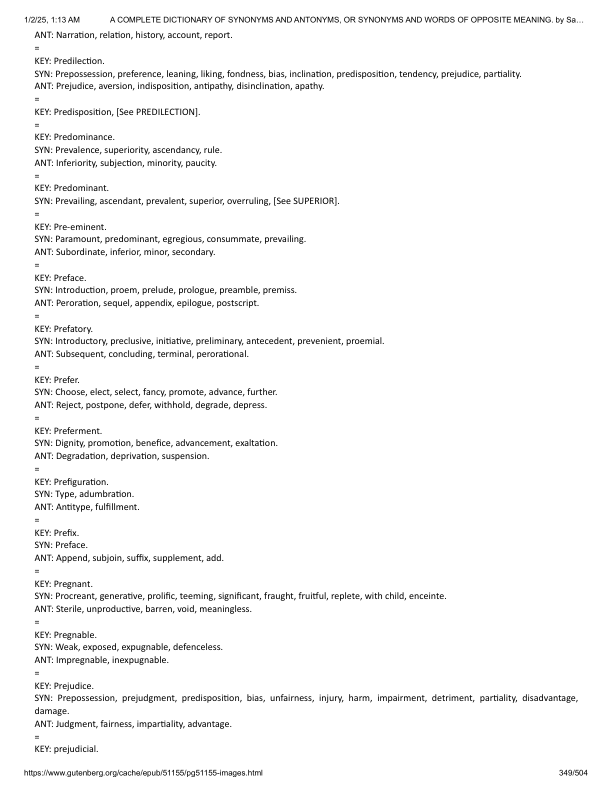 1/2/25, 1:13 AM A COMPLETE DICTIONARY OF SYNONYMS AND ANTONYMS, OR SYNONYMS AND WORDS OF OPPOSITE MEANING. by Sa…
ANT: Narration, relation, history, account, report.
=
KEY: Predilection.
SYN: Prepossession, preference, leaning, liking, fondness, bias, inclination, predisposition, tendency, prejudice, partiality.
ANT: Prejudice, aversion, indisposition, antipathy, disinclination, apathy.
=
KEY: Predisposition, [See PREDILECTION].
=
KEY: Predominance.
SYN: Prevalence, superiority, ascendancy, rule.
ANT: Inferiority, subjection, minority, paucity.
=
KEY: Predominant.
SYN: Prevailing, ascendant, prevalent, superior, overruling, [See SUPERIOR].
=
KEY: Pre-eminent.
SYN: Paramount, predominant, egregious, consummate, prevailing.
ANT: Subordinate, inferior, minor, secondary.
=
KEY: Preface.
SYN: Introduction, proem, prelude, prologue, preamble, premiss.
ANT: Peroration, sequel, appendix, epilogue, postscript.
=
KEY: Prefatory.
SYN: Introductory, preclusive, initiative, preliminary, antecedent, prevenient, proemial.
ANT: Subsequent, concluding, terminal, perorational.
=
KEY: Prefer.
SYN: Choose, elect, select, fancy, promote, advance, further.
ANT: Reject, postpone, defer, withhold, degrade, depress.
=
KEY: Preferment.
SYN: Dignity, promotion, benefice, advancement, exaltation.
ANT: Degradation, deprivation, suspension.
=
KEY: Prefiguration.
SYN: Type, adumbration.
ANT: Antitype, fulfillment.
=
KEY: Prefix.
SYN: Preface.
ANT: Append, subjoin, suffix, supplement, add.
=
KEY: Pregnant.
SYN: Procreant, generative, prolific, teeming, significant, fraught, fruitful, replete, with child, enceinte.
ANT: Sterile, unproductive, barren, void, meaningless.
=
KEY: Pregnable.
SYN: Weak, exposed, expugnable, defenceless.
ANT: Impregnable, inexpugnable.
=
KEY: Prejudice.
SYN: Prepossession, prejudgment, predisposition, bias, unfairness, injury, harm, impairment, detriment, partiality, disadvantage,
damage.
ANT: Judgment, fairness, impartiality, advantage.
=
KEY: prejudicial.
https://www.gutenberg.org/cache/epub/51155/pg51155-images.html 349/504